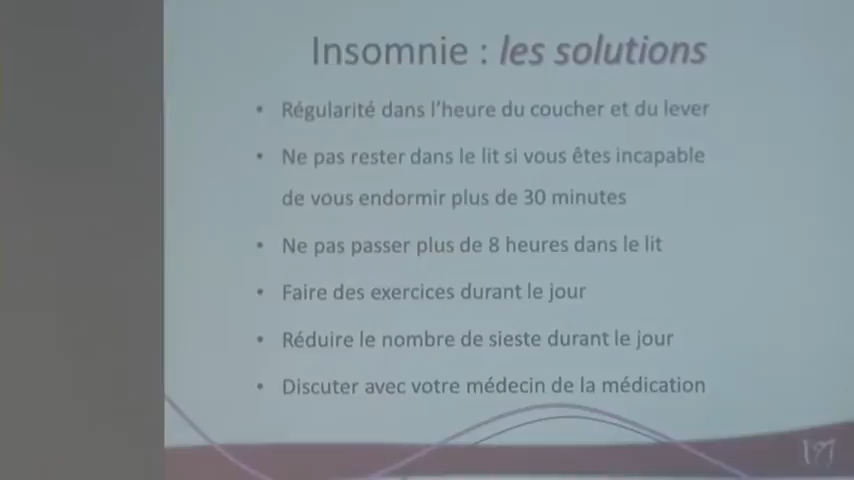 Insomnie : les solutions
• Régularité dans l'heure du coucher et du lever
• Ne pas rester dans le lit si vous êtes incapable
de vous endormir plus de 30 minutes
• Ne pas passer plus de 8 heures dans le lit
• Faire des exercices durant le jour
• Réduire le nombre de sieste durant le jour
• Discuter avec votre médecin de la médication